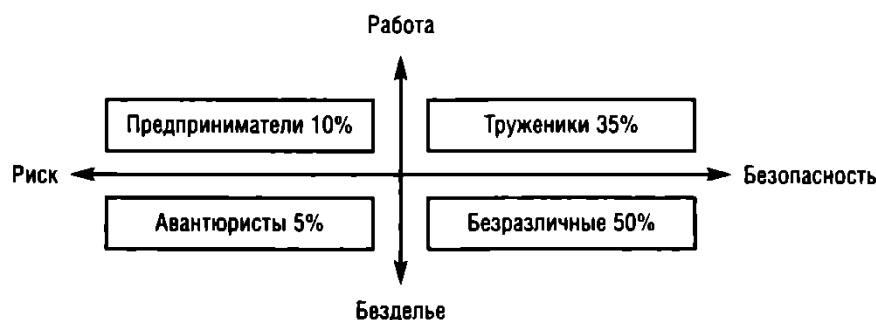 Работа
Предприниматели 10%
Труженики 35%
Риск
Безопасность
Авантюристы 5%
Безразличные 50%
Безделье